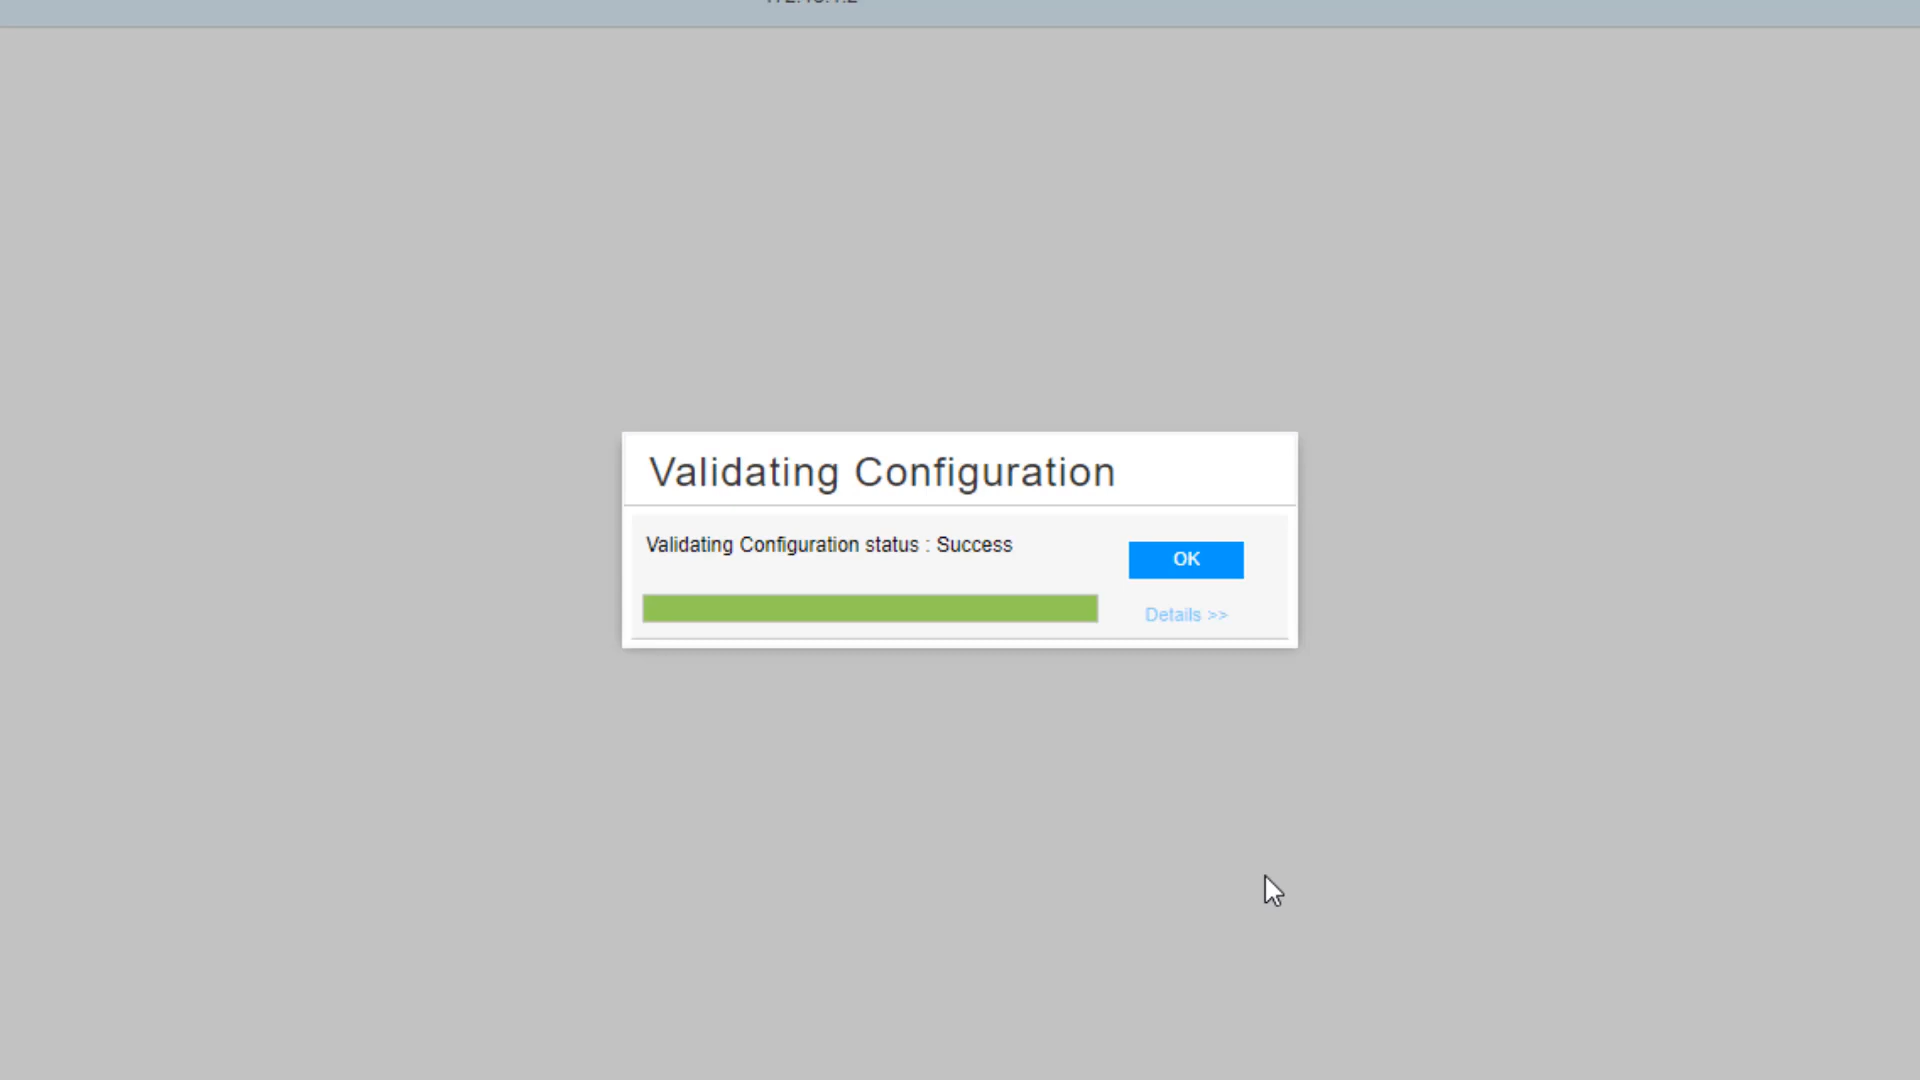 Validating Configuration
Validating Configuration status : Success
OK
Details >>